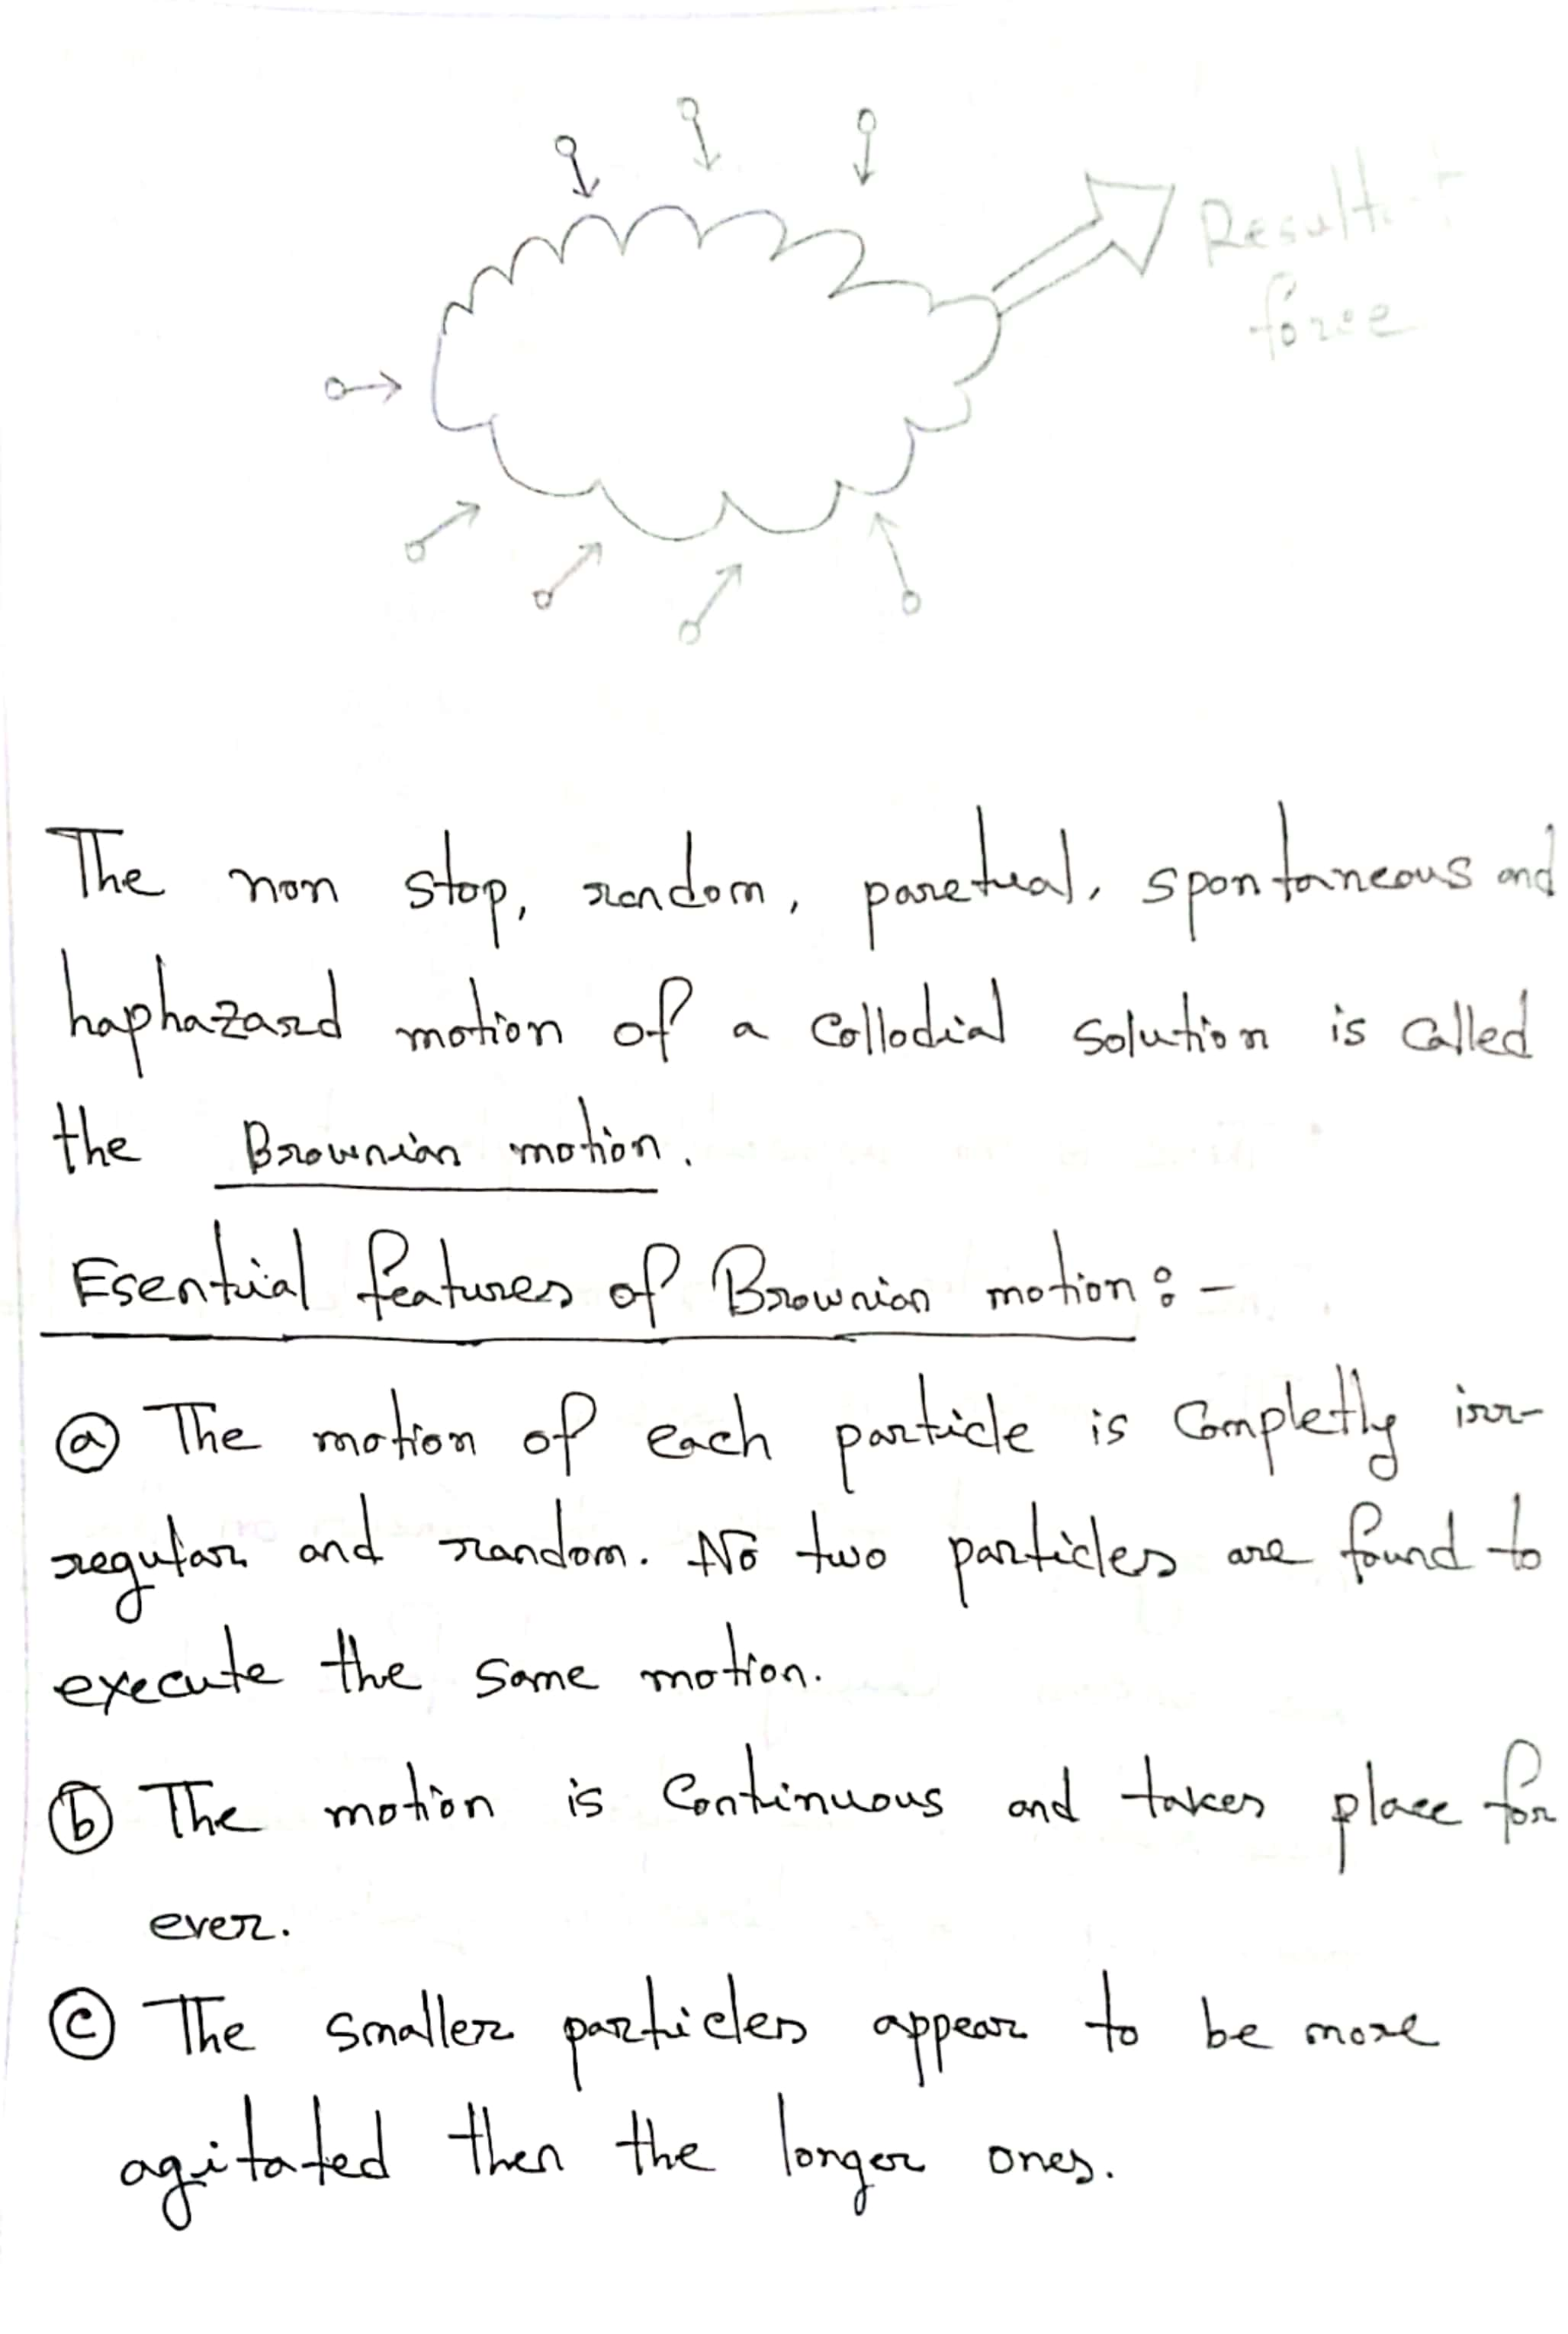 Resultant
force
The non stop, random, paretual, spontaneous and
haphazard motion of a Collodial Solution is Called
the Brownian motion.
Esential features of Brownian motion:-
(a) The motion of each particle is Completly irr-
regular and random. No two particles are found to
execute the same motion.
(b) The motion is Continuous and takes place for
ever.
(c) The smaller particles appear to be more
agitated then the larger ones.